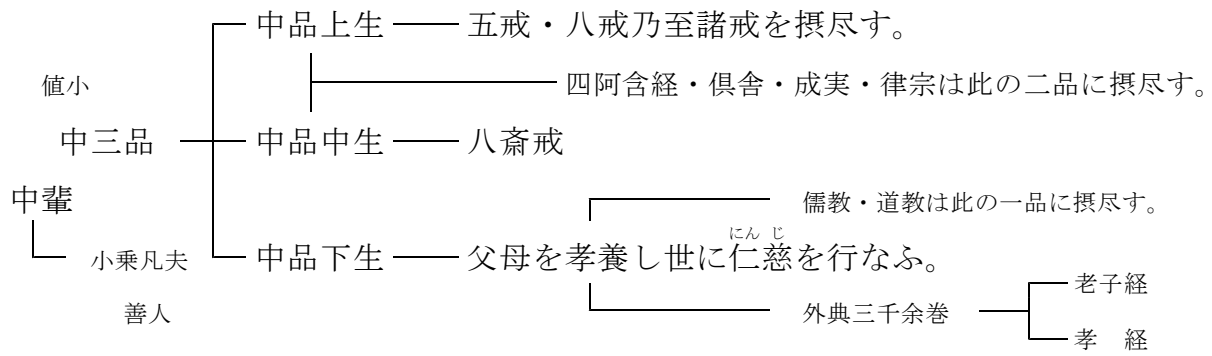 中品上生 五戒・八戒乃至諸戒を摂尽す。
四阿含経・倶舎・成実・律宗は此の二品に摂尽す。
値小
中三品 中品中生 八斎戒
中輩
儒教・道教は此の一品に摂尽す。
にん じ
小乗凡夫 中品下生 父母を孝養し世に仁慈を行なふ。
老子経
善人 外典三千余巻
孝 経